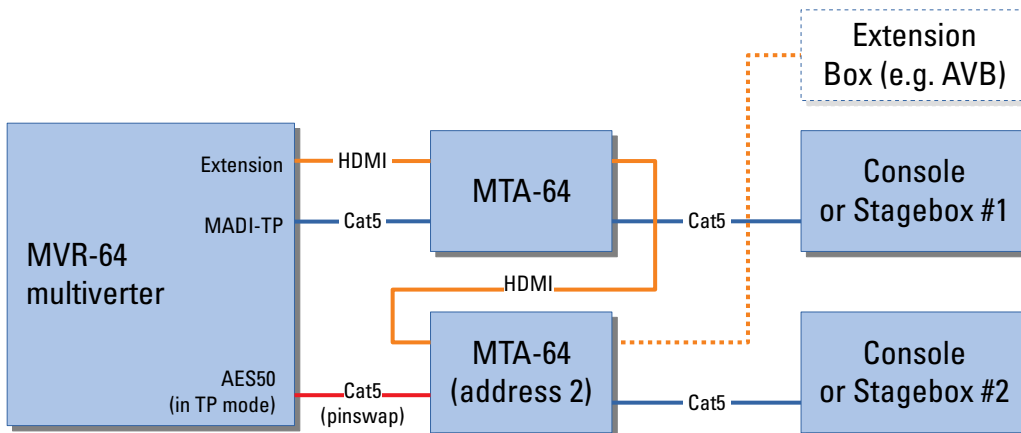 Extension
Box (e.g. AVB)
Extension
HDMI
MTA-64
Console
or Stagebox #1
MADI-TP
Cat5
Cat5
MVR-64
multiverter
HDMI
MTA-64
(address 2)
Console
or Stagebox #2
AES50
(in TP mode)
Cat5
(pinswap)
Cat5